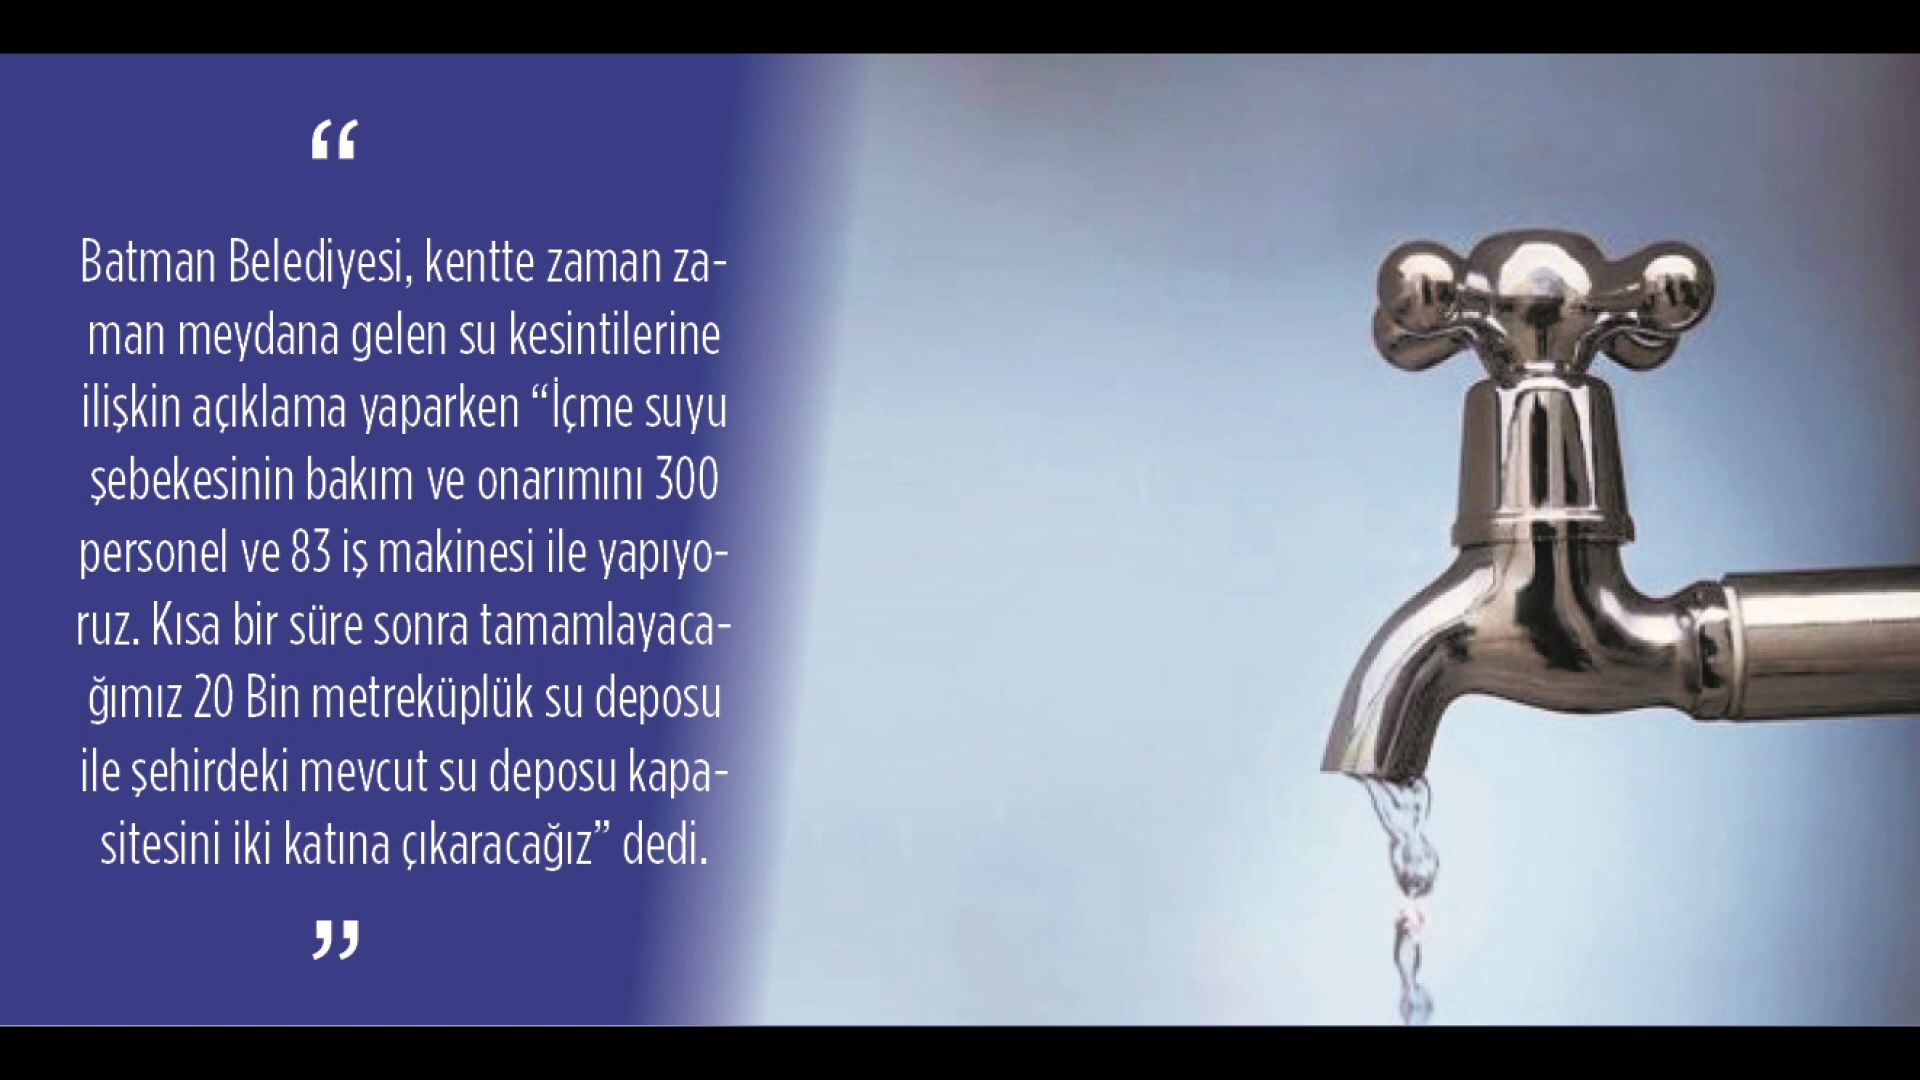 “
Batman Belediyesi, kentte zaman za-
man meydana gelen su kesintilerine
ilişkin açıklama yaparken “İçme suyu
şebekesinin bakım ve onarımını 300
personel ve 83 iş makinesi ile yapıyo-
ruz. Kısa bir süre sonra tamamlayaca-
ğımız 20 Bin metreküplük su deposu
ile şehirdeki mevcut su deposu kapa-
sitesini iki katına çıkaracağız” dedi.
”